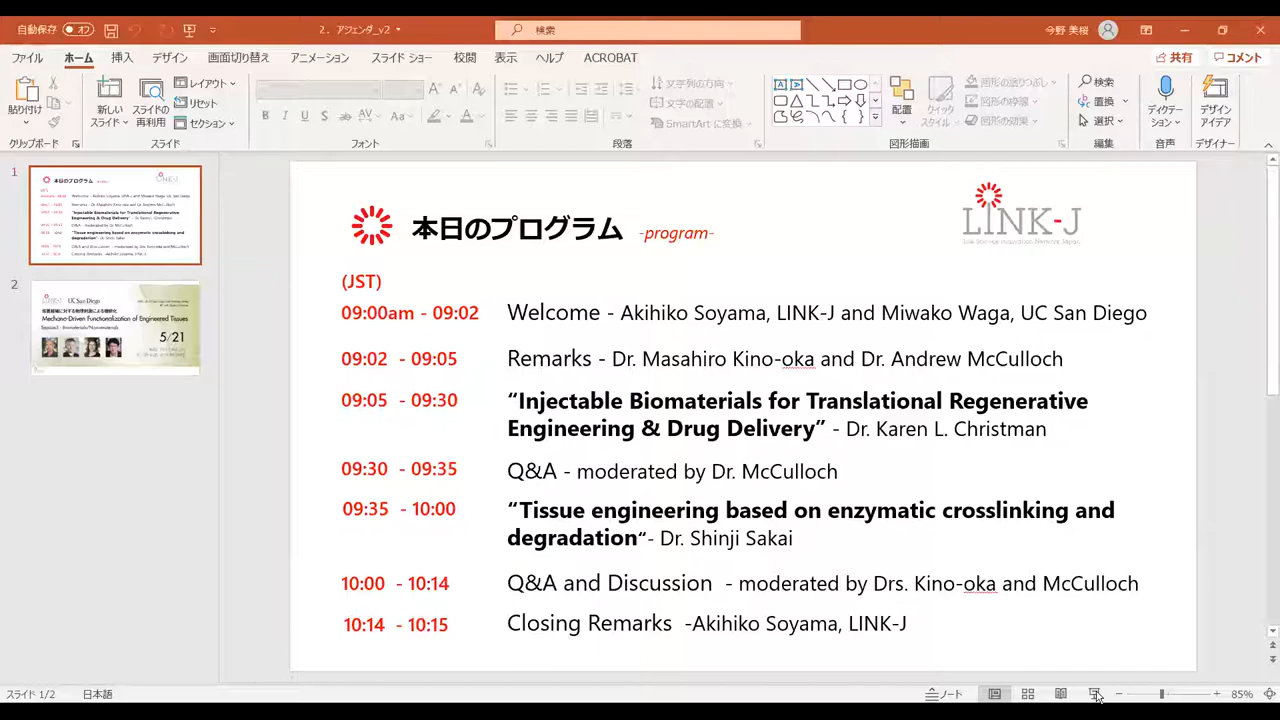 自動保存 オフ
2. アジェンダ_v2
検索
今野 美桜
ファイル ホーム 挿入 デザイン 画面切り替え アニメーション スライド ショー 校閲 表示 ヘルプ ACROBAT
共有 コメント
貼り付け
新しい
スライド
スライドの
再利用
レイアウト
リセット
セクション
文字列の方向
文字の配置
SmartArt に変換
配置
クイック
スタイル
図形の塗りつぶし
図形の枠線
図形の効果
検索
置換
選択
ディクテー
ション
デザイン
アイデア
クリップボード スライド フォント 段落 図形描画 編集 音声 デザイナー
1
本日のプログラム
2
UC San Diego
Mechano-Driven Functionalization of Engineered Tissues
5/21
本日のプログラム -program-
LINK-J
(JST)
09:00am - 09:02 Welcome - Akihiko Soyama, LINK-J and Miwako Waga, UC San Diego
09:02 - 09:05 Remarks - Dr. Masahiro Kino-oka and Dr. Andrew McCulloch
09:05 - 09:30 “Injectable Biomaterials for Translational Regenerative
Engineering & Drug Delivery” - Dr. Karen L. Christman
09:30 - 09:35 Q&A - moderated by Dr. McCulloch
09:35 - 10:00 “Tissue engineering based on enzymatic crosslinking and
degradation“- Dr. Shinji Sakai
10:00 - 10:14 Q&A and Discussion - moderated by Drs. Kino-oka and McCulloch
10:14 - 10:15 Closing Remarks -Akihiko Soyama, LINK-J
スライド 1/2 日本語
ノート
85%